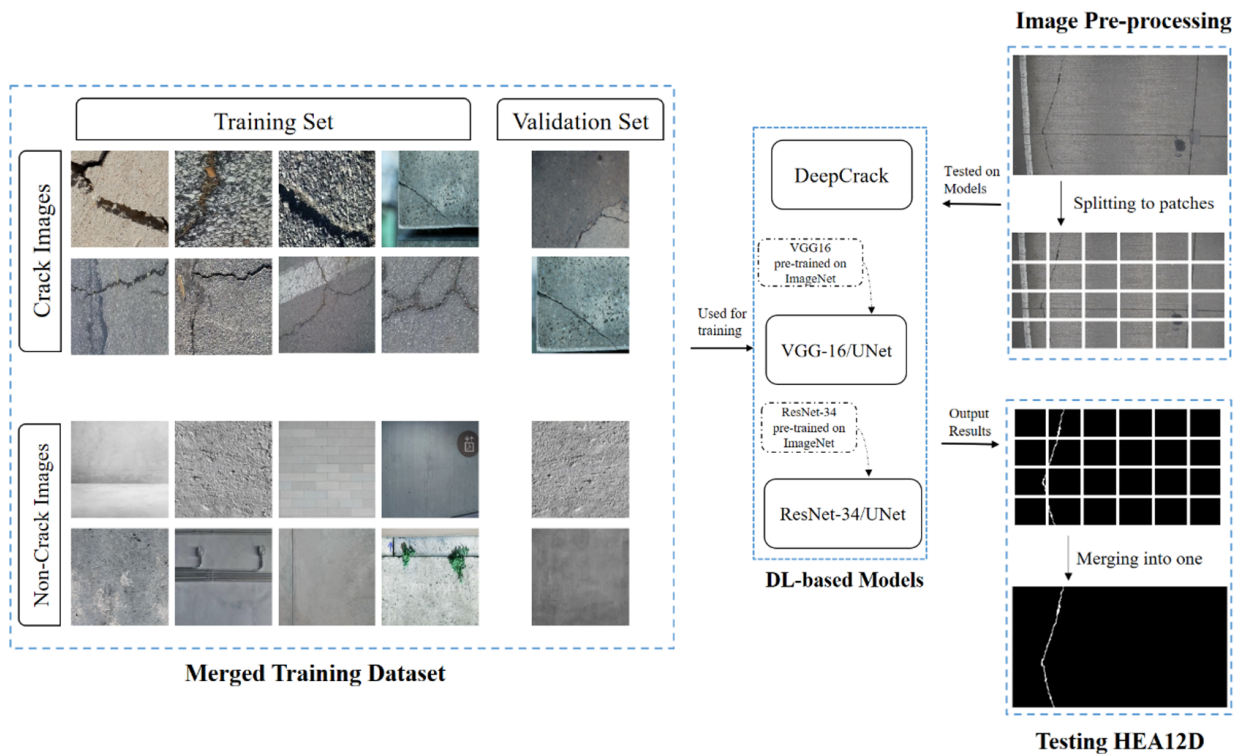 Image Pre-processing
Training Set
Validation Set
Crack Images
Non-Crack Images
Merged Training Dataset
Used for
training
DeepCrack
VGG16
pre-trained on
ImageNet
VGG-16/UNet
ResNet-34
pre-trained on
ImageNet
ResNet-34/UNet
DL-based Models
Tested on
Models
Splitting to patches
Output
Results
Merging into one
Testing HEA12D